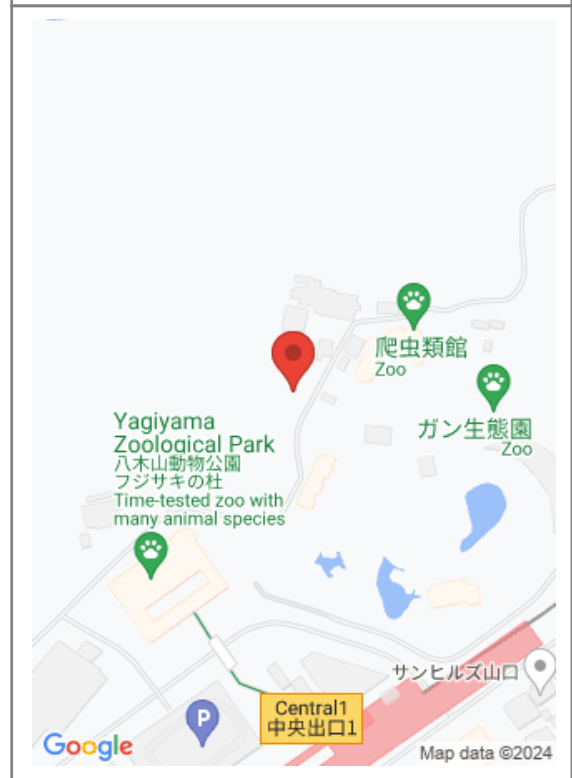 爬虫類館
Zoo
ガン生態園
Zoo
Yagiyama
Zoological Park
八木山動物公園
フジサキの杜
Time-tested zoo with
many animal species
サンヒルズ山口
P
Central1
中央出口1
Google
Map data ©2024